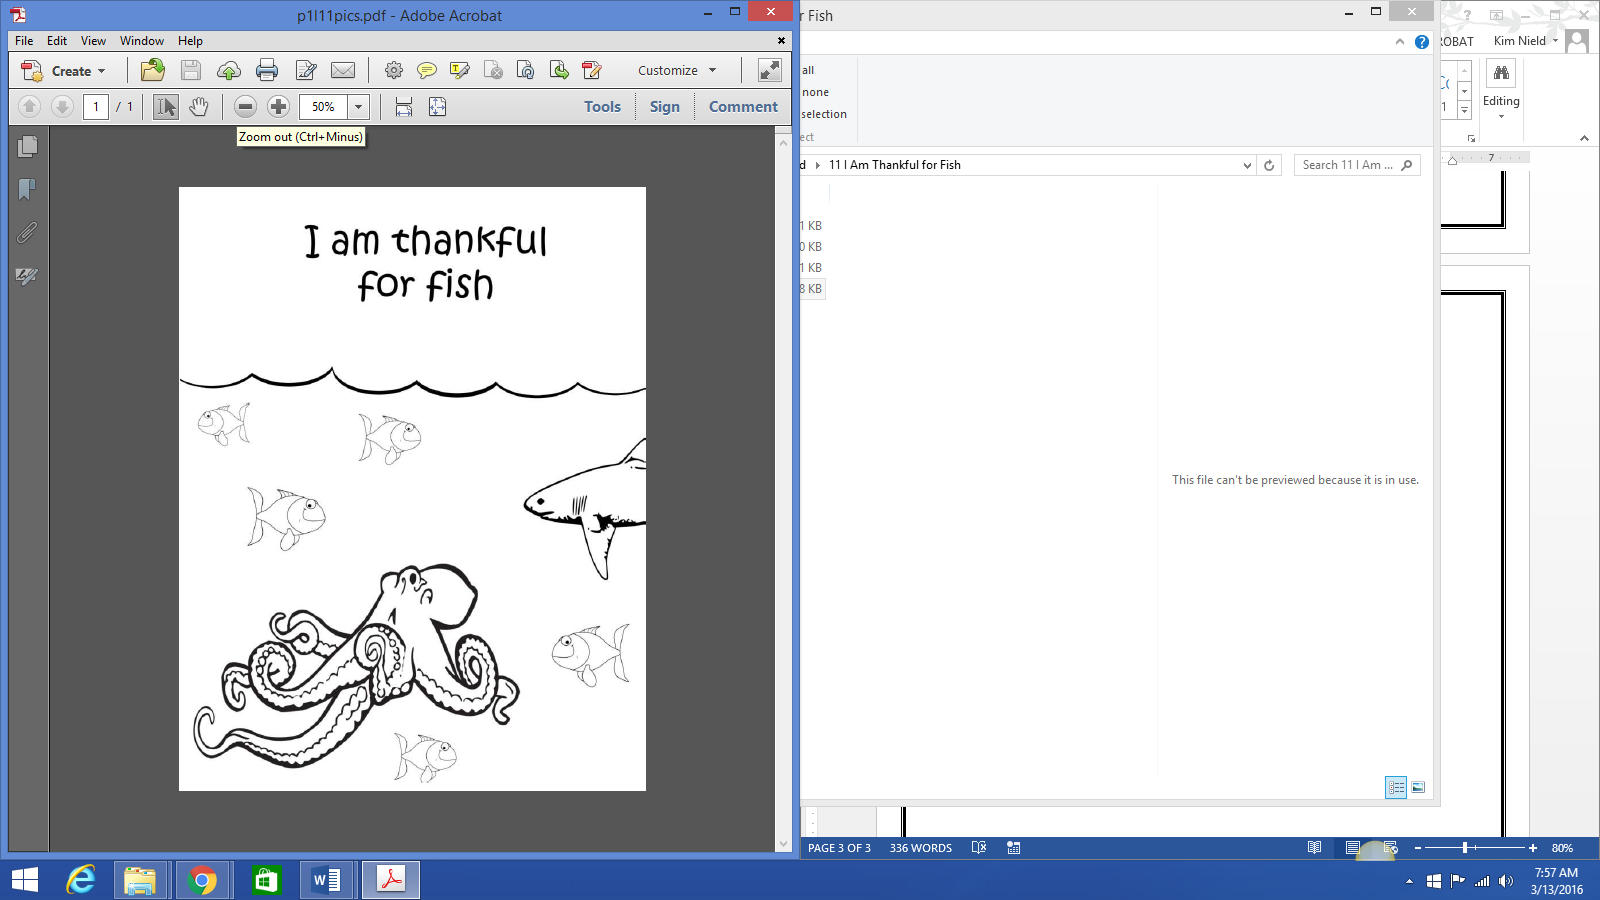 p1l11pics.pdf - Adobe Acrobat
File Edit View Window Help
Create
Customize
1 / 1
50%
Tools Sign Comment
Zoom out (Ctrl+Minus)
I am thankful
for fish
r Fish
all
none
selection
ect
d 11 I Am Thankful for Fish
Search 11 I Am ...
1 KB
0 KB
1 KB
8 KB
This file can't be previewed because it is in use.
OBAT Kim Nield
Editing
1
7
PAGE 3 OF 3 336 WORDS
80%
7:57 AM
3/13/2016